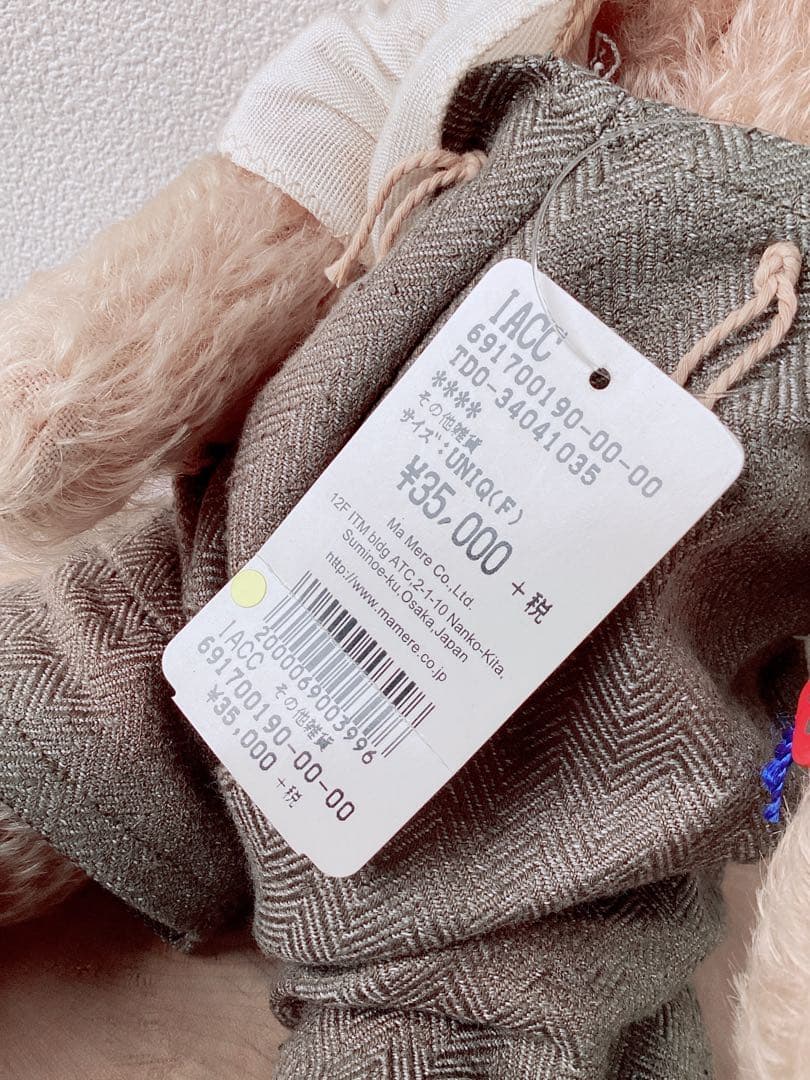 IACC
691700190-00-00
TD0-34041035
****
その他雑貨
サイズ:UNIQ(F)
¥35,000 +税
Ma Mere Co.,Ltd.
12F ITM bldg ATC 2-1-10 Nanko-Kita,
Suminoe-ku,Osaka,Japan
http://www.mamere.co.jp
2000069003996
IACC その他雑貨
691700190-00-00
¥35,000 +税